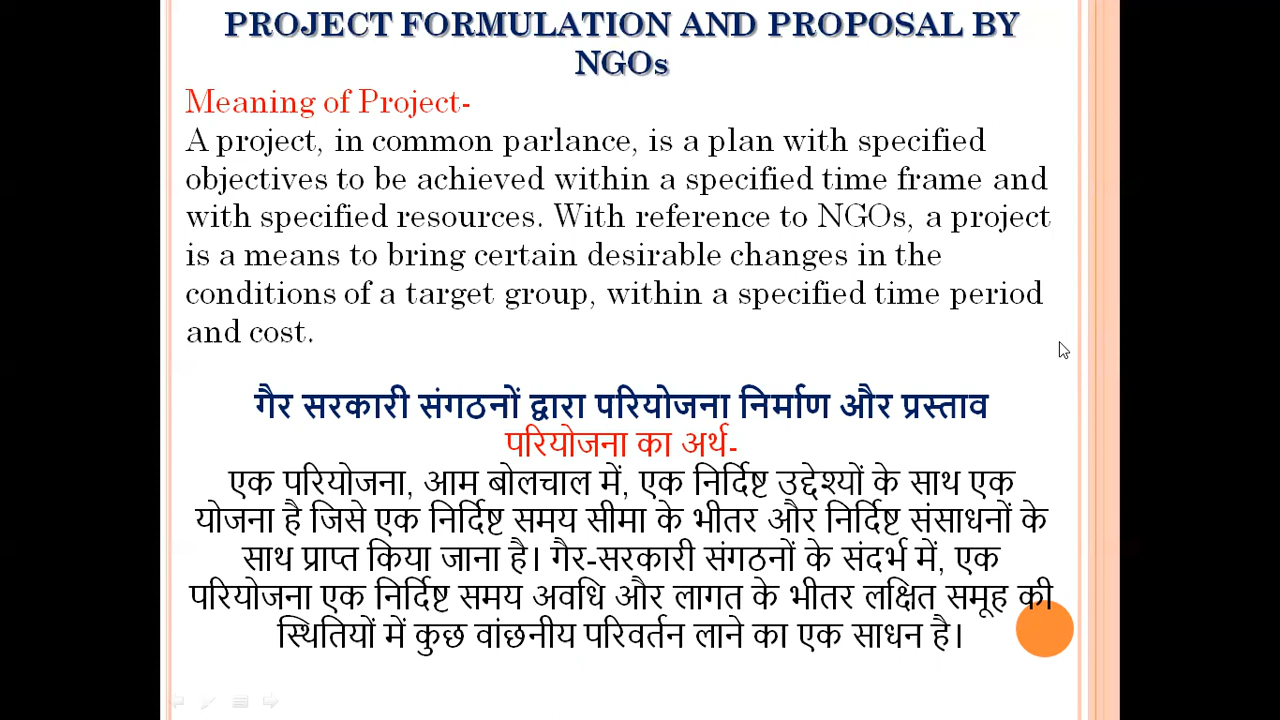 PROJECT FORMULATION AND PROPOSAL BY
NGOs
Meaning of Project-
A project, in common parlance, is a plan with specified
objectives to be achieved within a specified time frame and
with specified resources. With reference to NGOs, a project
is a means to bring certain desirable changes in the
conditions of a target group, within a specified time period
and cost.
गैर सरकारी संगठनों द्वारा परियोजना निर्माण और प्रस्ताव
परियोजना का अर्थ-
एक परियोजना, आम बोलचाल में, एक निर्दिष्ट उद्देश्यों के साथ एक
योजना है जिसे एक निर्दिष्ट समय सीमा के भीतर और निर्दिष्ट संसाधनों के
साथ प्राप्त किया जाना है। गैर-सरकारी संगठनों के संदर्भ में, एक
परियोजना एक निर्दिष्ट समय अवधि और लागत के भीतर लक्षित समूह की
स्थितियों में कुछ वांछनीय परिवर्तन लाने का एक साधन है।